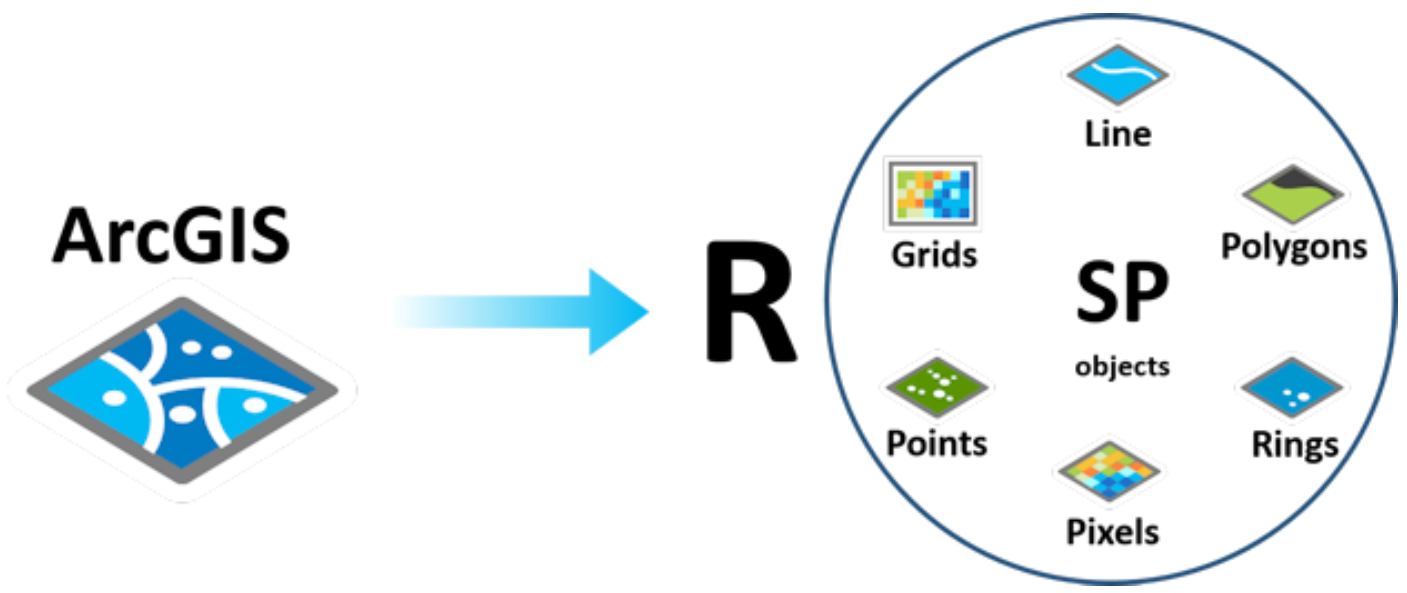 ArcGIS
R
Line
Grids
Polygons
SP
objects
Points
Rings
Pixels